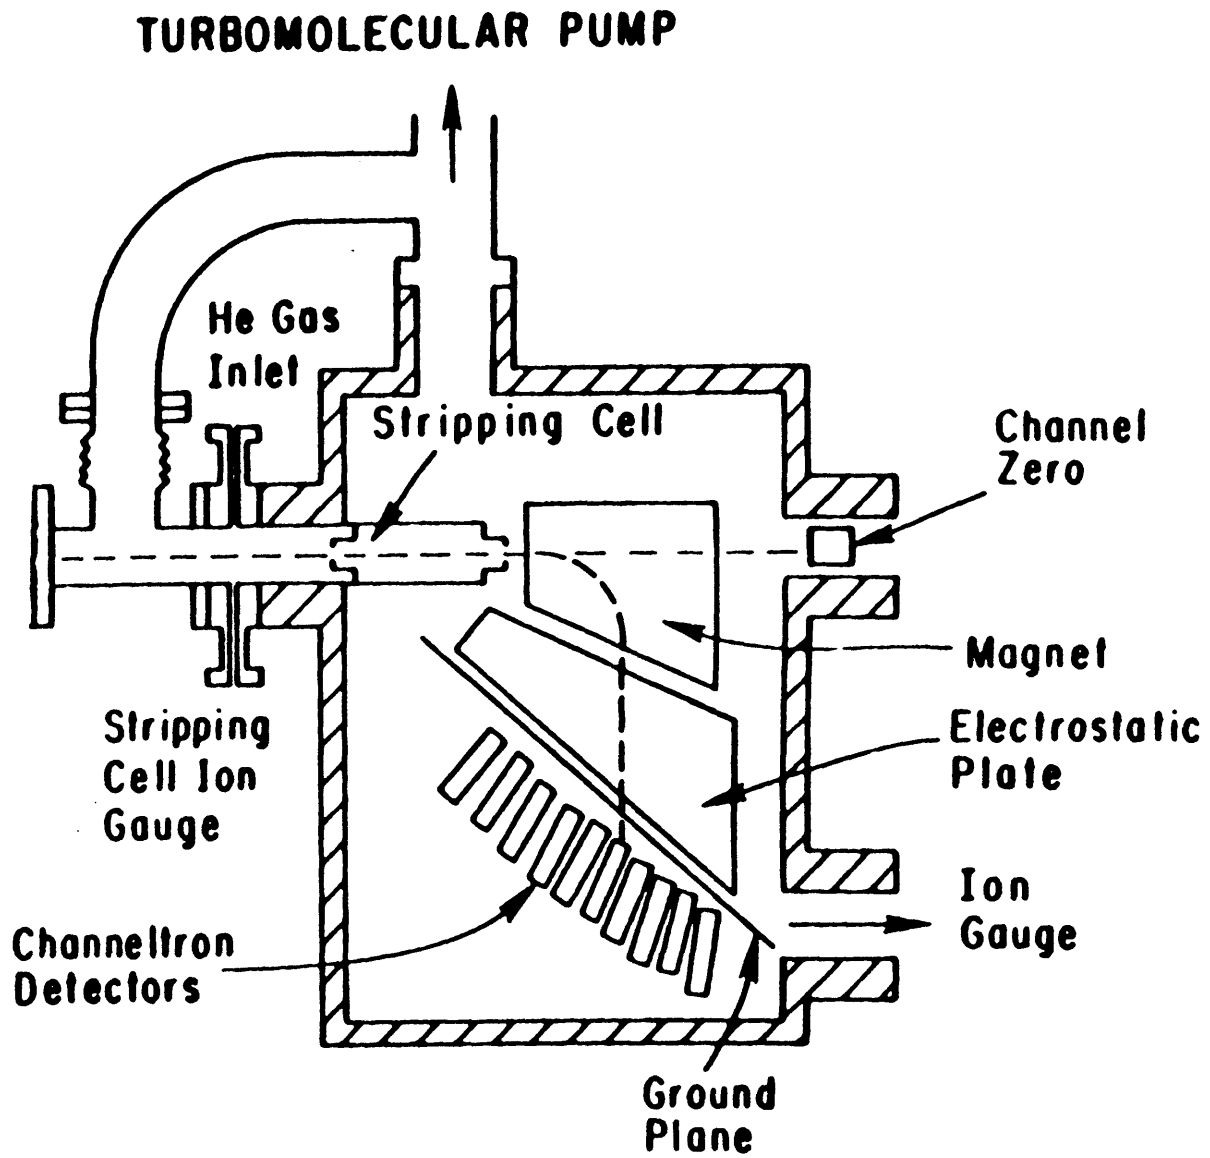 TURBOMOLECULAR PUMP
He Gas
Inlet
Stripping Cell
Channel
Zero
Magnet
Electrostatic
Plate
Stripping
Cell Ion
Gauge
Ion
Gauge
Channeltron
Detectors
Ground
Plane